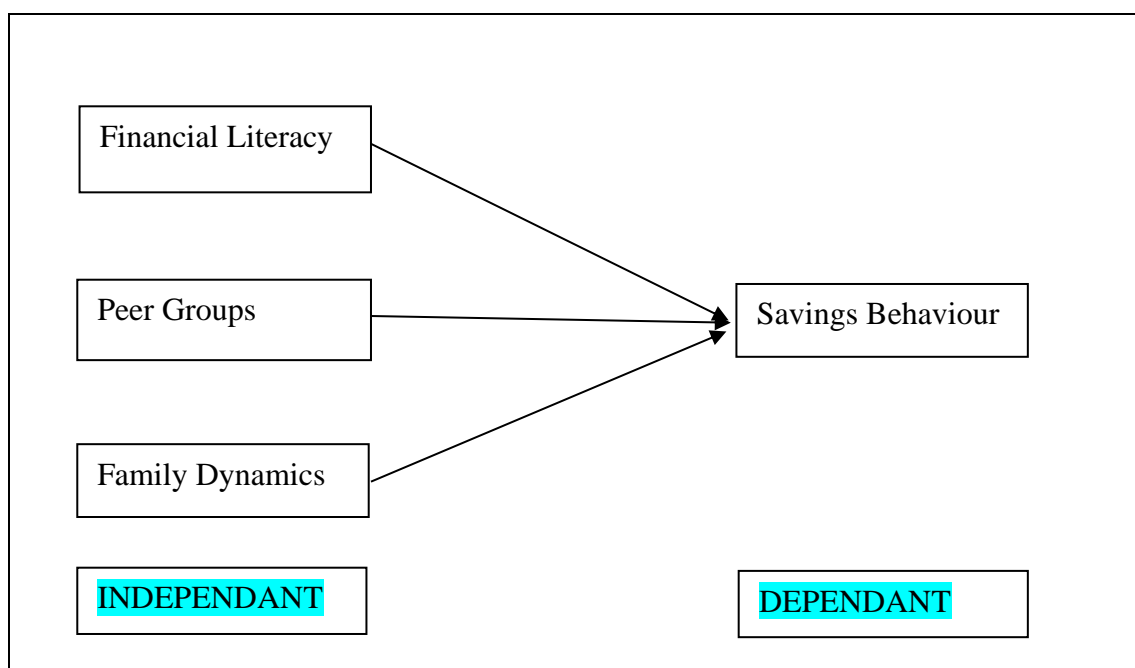 Financial Literacy
Peer Groups
Savings Behaviour
Family Dynamics
INDEPENDANT
DEPENDANT